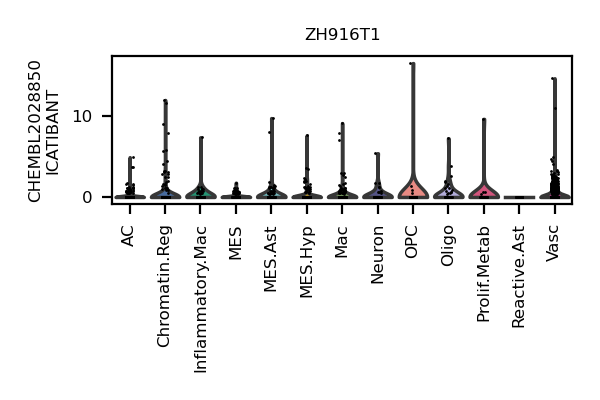 ZH916T1
CHEMBL2028850
ICATIBANT
10
0
AC
Chromatin.Reg
Inflammatory.Mac
MES
MES.Ast
MES.Hyp
Mac
Neuron
OPC
Oligo
Prolif.Metab
Reactive.Ast
Vasc